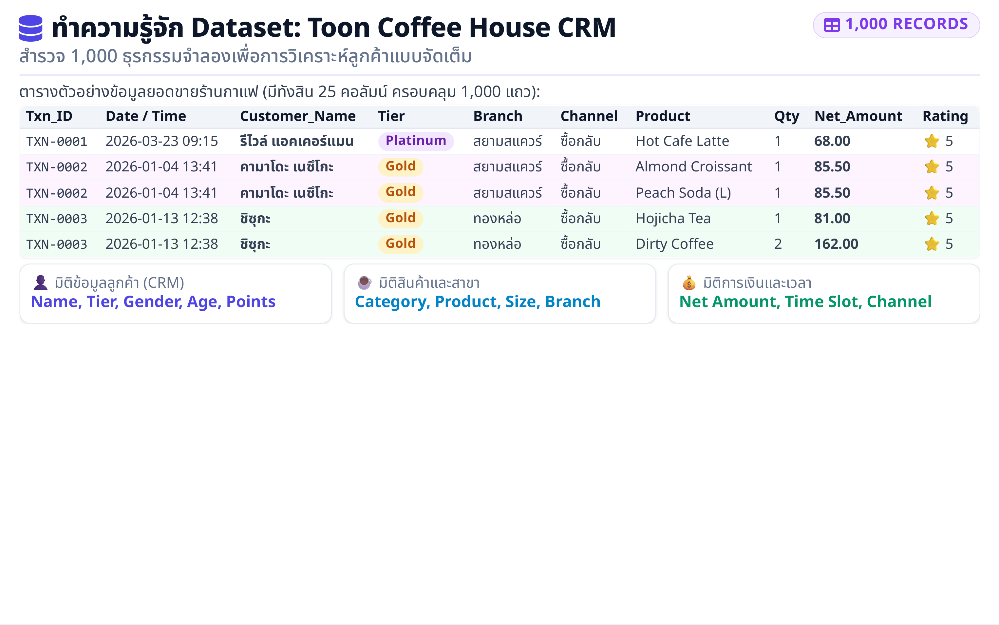 ทำความรู้จัก Dataset: Toon Coffee House CRM
1,000 RECORDS
สำรวจ 1,000 ธุรกรรมจำลองเพื่อการวิเคราะห์ลูกค้าแบบจัดเต็ม
ตารางตัวอย่างข้อมูลยอดขายร้านกาแฟ (มีทั้งสิ้น 25 คอลัมน์ ครอบคลุม 1,000 แถว):
Txn_ID Date / Time Customer_Name Tier Branch Channel Product Qty Net_Amount Rating
TXN-0001 2026-03-23 09:15 รีไวล์ แอคเคอร์แมน Platinum สยามสแควร์ ซื้อกลับ Hot Cafe Latte 1 68.00 ⭐ 5
TXN-0002 2026-01-04 13:41 คามาโดะ เนซึโกะ Gold สยามสแควร์ ซื้อกลับ Almond Croissant 1 85.50 ⭐ 5
TXN-0002 2026-01-04 13:41 คามาโดะ เนซึโกะ Gold สยามสแควร์ ซื้อกลับ Peach Soda (L) 1 85.50 ⭐ 5
TXN-0003 2026-01-13 12:38 ชิซุกะ Gold ทองหล่อ ซื้อกลับ Hojicha Tea 1 81.00 ⭐ 5
TXN-0003 2026-01-13 12:38 ชิซุกะ Gold ทองหล่อ ซื้อกลับ Dirty Coffee 2 162.00 ⭐ 5
👤 มิติข้อมูลลูกค้า (CRM)
Name, Tier, Gender, Age, Points
☕ มิติสินค้าและสาขา
Category, Product, Size, Branch
💰 มิติการเงินและเวลา
Net Amount, Time Slot, Channel